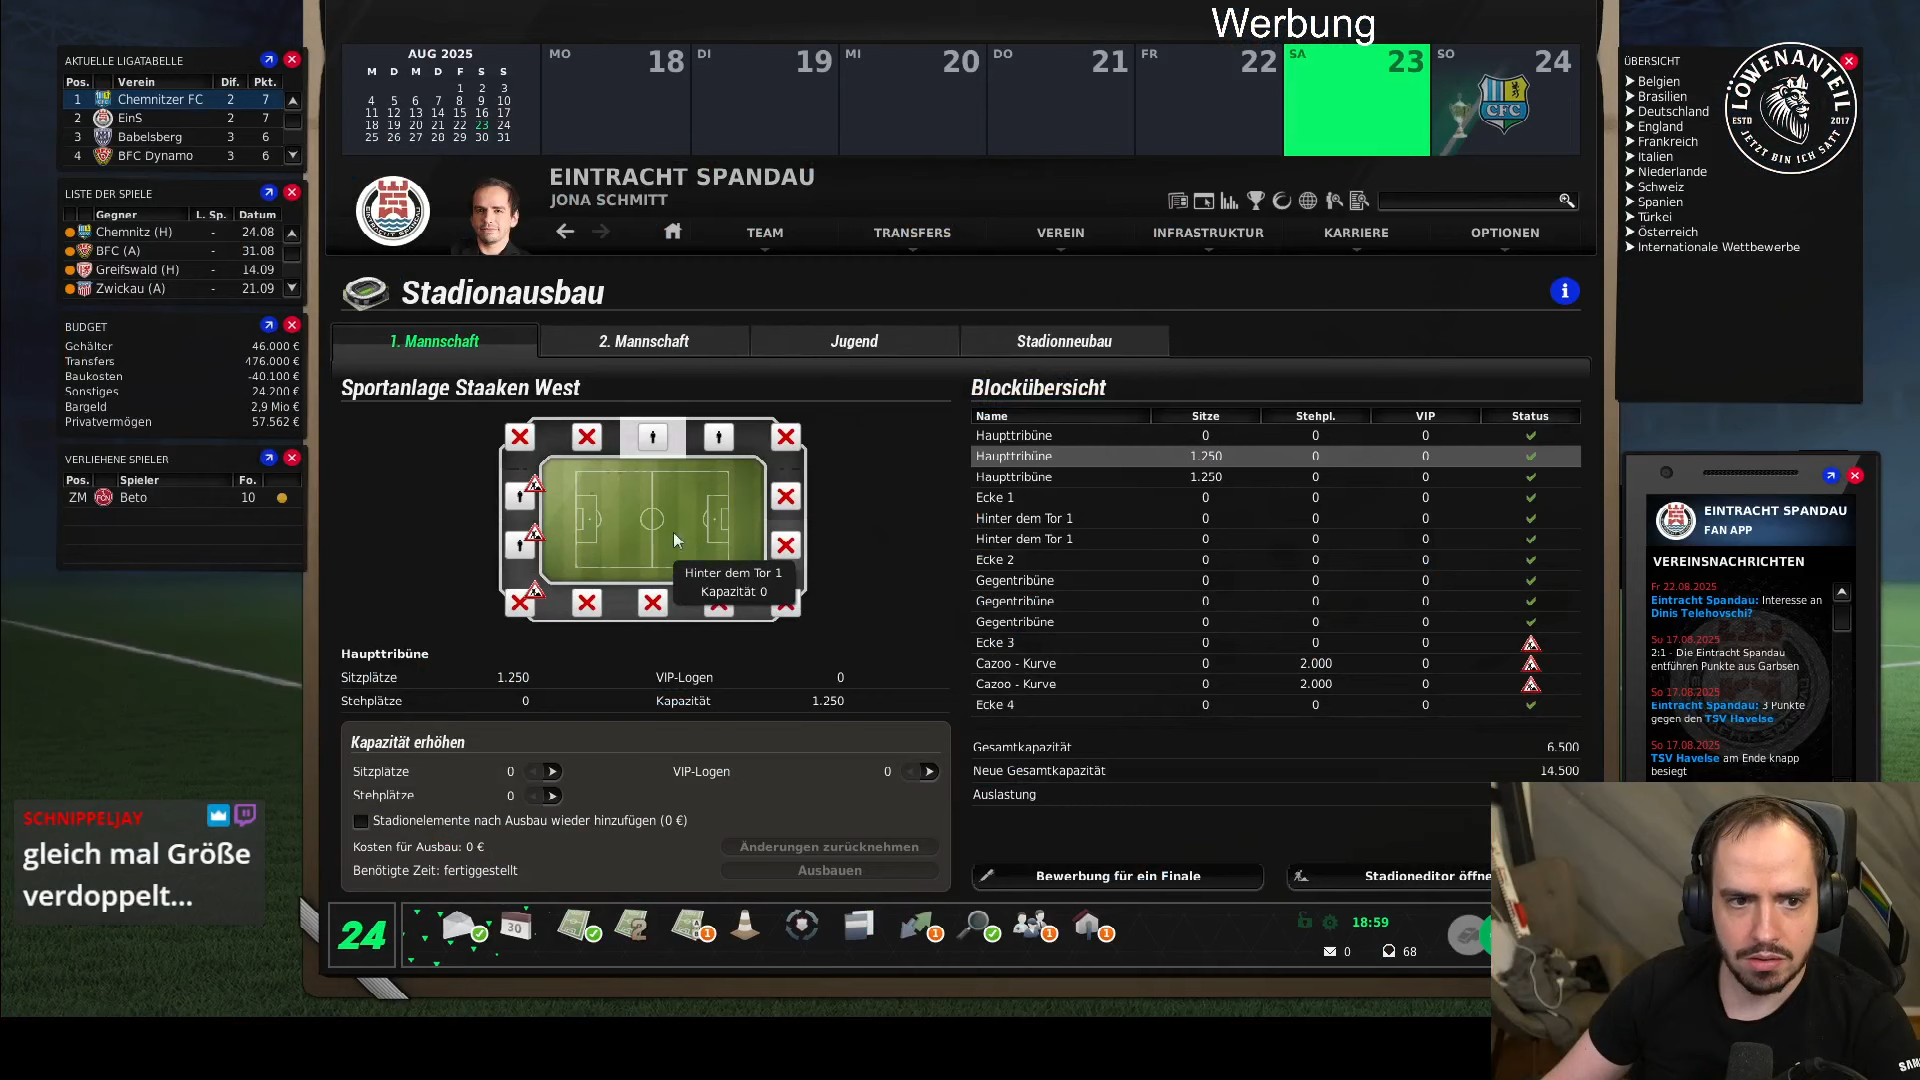 Werbung
AKTUELLE LIGATABELLE
Pos. Verein Dif. Pkt.
1 Chemnitzer FC 2 7
2 EinS 2 7
3 Babelsberg 3 6
4 BFC Dynamo 3 6
LISTE DER SPIELE
Gegner L. Sp. Datum
Chemnitz (H) - 24.08
BFC (A) - 31.08
Greifswald (H) - 14.09
Zwickau (A) - 21.09
BUDGET
Gehälter 46.000 €
Transfers 476.000 €
Baukosten -40.100 €
Sonstiges 24.200 €
Bargeld 2,9 Mio €
Privatvermögen 57.562 €
VERLIEHENE SPIELER
Pos. Spieler Fo.
ZM Beto 10
AUG 2025
M D M D F S S
1 2 3
4 5 6 7 8 9 10
11 12 13 14 15 16 17
18 19 20 21 22 23 24
25 26 27 28 29 30 31
MO 18
DI 19
MI 20
DO 21
FR 22
SA 23
SO 24
CFC
EINTRACHT SPANDAU
JONA SCHMITT
TEAM TRANSFERS VEREIN INFRASTRUKTUR KARRIERE OPTIONEN
Stadionausbau
1. Mannschaft 2. Mannschaft Jugend Stadionneubau
Sportanlage Staaken West
Hinter dem Tor 1
Kapazität 0
Haupttribüne
Sitzplätze 1.250 VIP-Logen 0
Stehplätze 0 Kapazität 1.250
Kapazität erhöhen
Sitzplätze 0 VIP-Logen 0
Stehplätze 0
Stadionelemente nach Ausbau wieder hinzufügen (0 €)
Kosten für Ausbau: 0 € Änderungen zurücknehmen
Benötigte Zeit: fertiggestellt Ausbauen
Blockübersicht
Name Sitze Stehpl. VIP Status
Haupttribüne 0 0 0
Haupttribüne 1.250 0 0
Haupttribüne 1.250 0 0
Ecke 1 0 0 0
Hinter dem Tor 1 0 0 0
Hinter dem Tor 1 0 0 0
Ecke 2 0 0 0
Gegentribüne 0 0 0
Gegentribüne 0 0 0
Gegentribüne 0 0 0
Ecke 3 0 0 0
Cazoo - Kurve 0 2.000 0
Cazoo - Kurve 0 2.000 0
Ecke 4 0 0 0
Gesamtkapazität 6.500
Neue Gesamtkapazität 14.500
Auslastung
Bewerbung für ein Finale Stadioneditor öffne
24
30
2
1
1
1
1
18:59
0 68
ÜBERSICHT
Belgien
Brasilien
Deutschland
England
Frankreich
Italien
Niederlande
Schweiz
Spanien
Türkei
Österreich
Internationale Wettbewerbe
LÖWENANTEIL
ESTD 2017
JETZT BIN ICH SATT
EINTRACHT SPANDAU
FAN APP
VEREINSNACHRICHTEN
Fr 22.08.2025
Eintracht Spandau: Interesse an
Dinis Telehovschi?
So 17.08.2025
2:1 - Die Eintracht Spandau
entführen Punkte aus Garbsen
So 17.08.2025
Eintracht Spandau: 3 Punkte
gegen den TSV Havelse
So 17.08.2025
TSV Havelse am Ende knapp
besiegt
SCHNIPPELJAY
gleich mal Größe
verdoppelt...